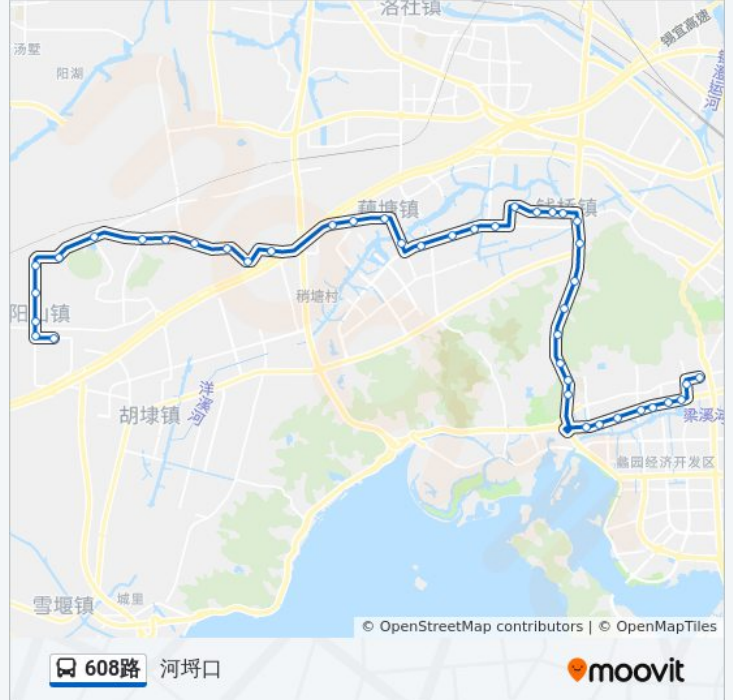 洛社镇
锡宜高速
汤墅
阳湖
藕塘镇
钱桥镇
稍塘村
阳山镇
洋溪河
胡埭镇
梁溪河
蠡园经济开发区
雪堰镇
城里
© OpenStreetMap contributors | © OpenMapTiles
608路 河埒口
moovit